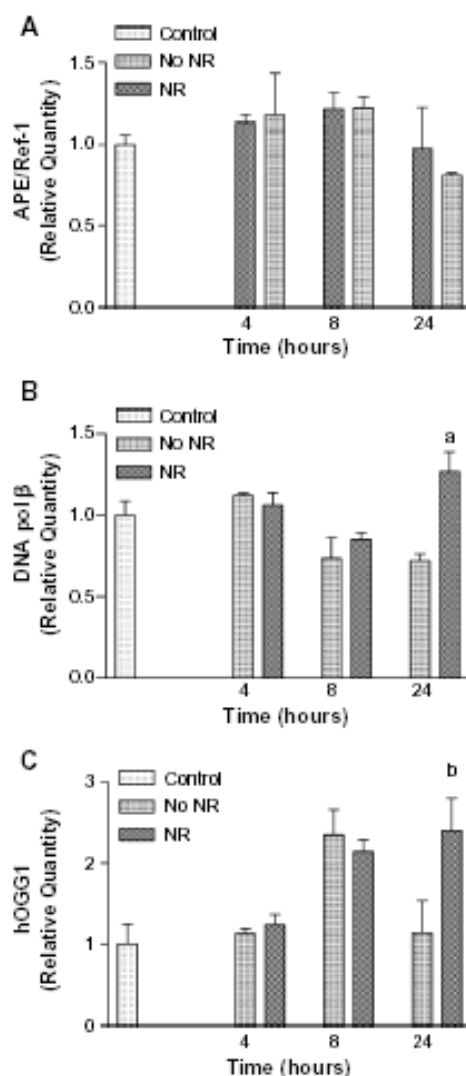 A
Control
No NR
NR
APE/Ref-1
(Relative Quantity)
1.5
1.0
0.5
0.0
4 8 24
Time (hours)
B
Control
No NR
NR
a
DNA pol β
(Relative Quantity)
1.5
1.0
0.5
0.0
4 8 24
Time (hours)
C
Control
No NR
NR
b
hOGG1
(Relative Quantity)
3
2
1
0
4 8 24
Time (hours)